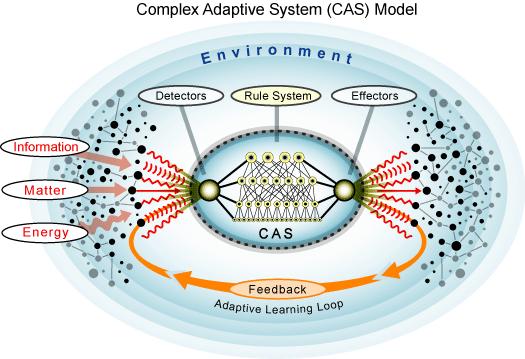 Complex Adaptive System (CAS) Model
Environment
Detectors
Rule System
Effectors
Information
Matter
Energy
CAS
Feedback
Adaptive Learning Loop